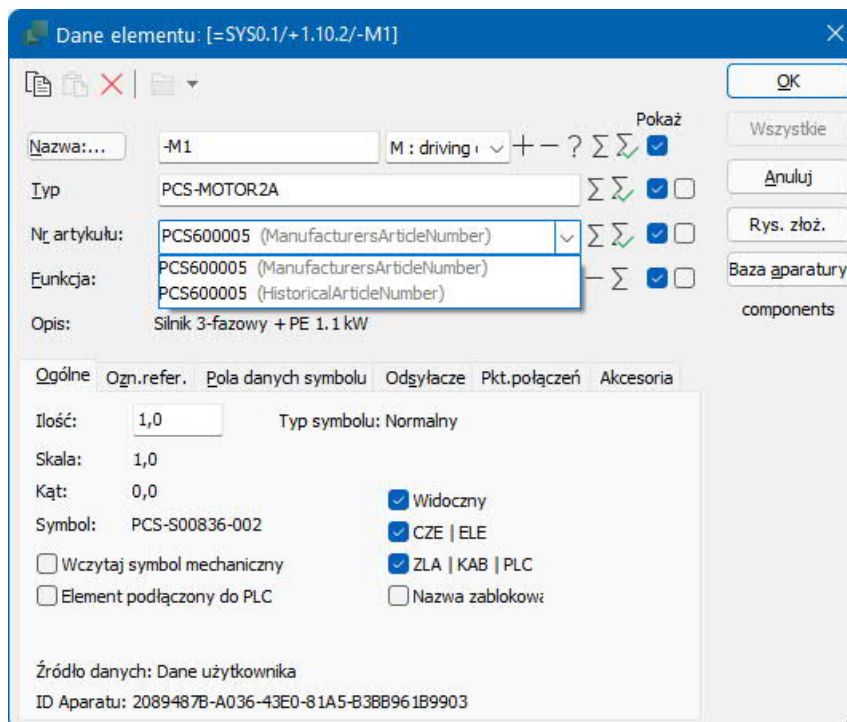 Dane elementu: [=SYS0.1/+1.10.2/-M1]
OK
Pokaż
Wszystkie
Nazwa:... -M1 M : driving + − ? Σ Σ
Anuluj
Typ PCS-MOTOR2A Σ Σ
Nr artykułu: PCS600005 (ManufacturersArticleNumber) Σ Σ
Rys. złoż.
PCS600005 (ManufacturersArticleNumber)
Funkcja: − Σ
Baza aparatury
PCS600005 (HistoricalArticleNumber)
components
Opis: Silnik 3-fazowy + PE 1.1 kW
Ogólne Ozn.refer. Pola danych symbolu Odsyłacze Pkt.połączeń Akcesoria
Ilość: 1,0 Typ symbolu: Normalny
Skala: 1,0
Kąt: 0,0
Widoczny
Symbol: PCS-S00836-002
CZE | ELE
Wczytaj symbol mechaniczny ZLA | KAB | PLC
Element podłączony do PLC Nazwa zablokowa
Źródło danych: Dane użytkownika
ID Aparatu: 2089487B-A036-43E0-81A5-B3BB961B9903